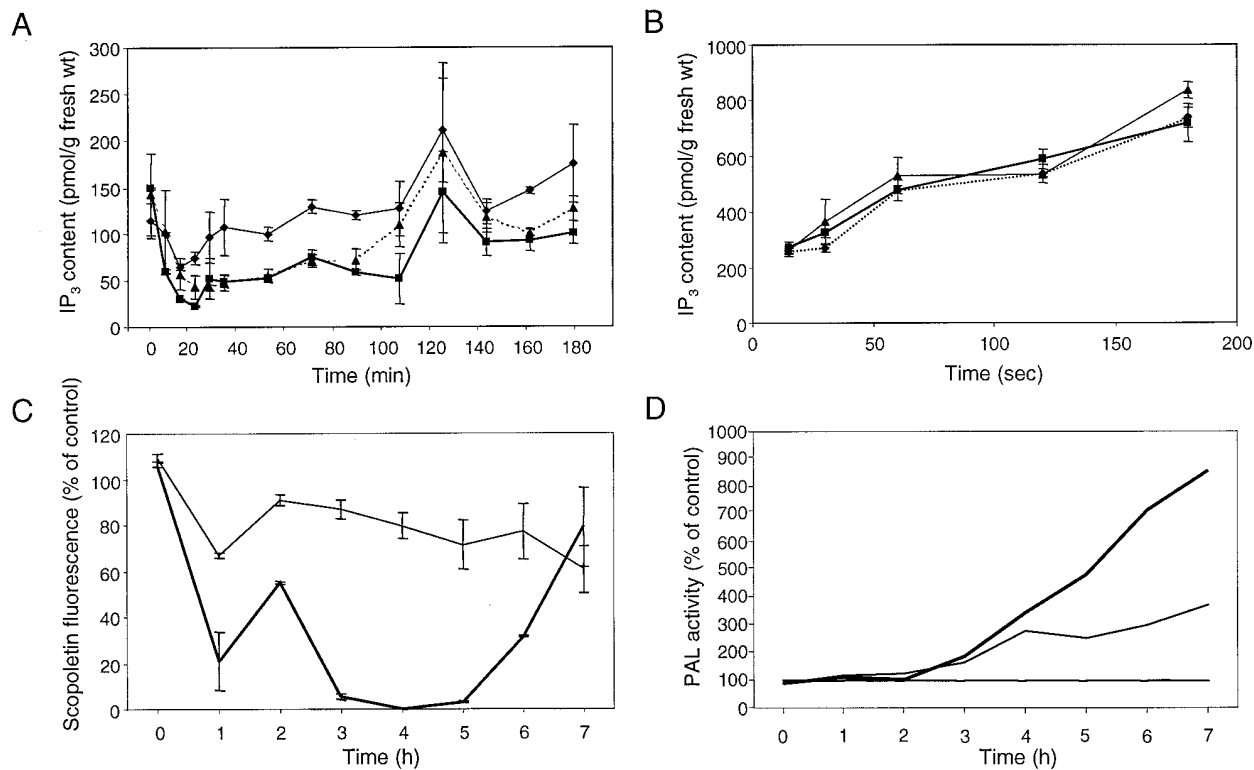 A
IP3 content (pmol/g fresh wt)
300
250
200
150
100
50
0
0 20 40 60 80 100 120 140 160 180
Time (min)
B
IP3 content (pmol/g fresh wt)
1000
800
600
400
200
0
0 50 100 150 200
Time (sec)
C
Scopoletin fluorescence (% of control)
120
100
80
60
40
20
0
0 1 2 3 4 5 6 7
Time (h)
D
PAL activity (% of control)
1000
900
800
700
600
500
400
300
200
100
0
0 1 2 3 4 5 6 7
Time (h)